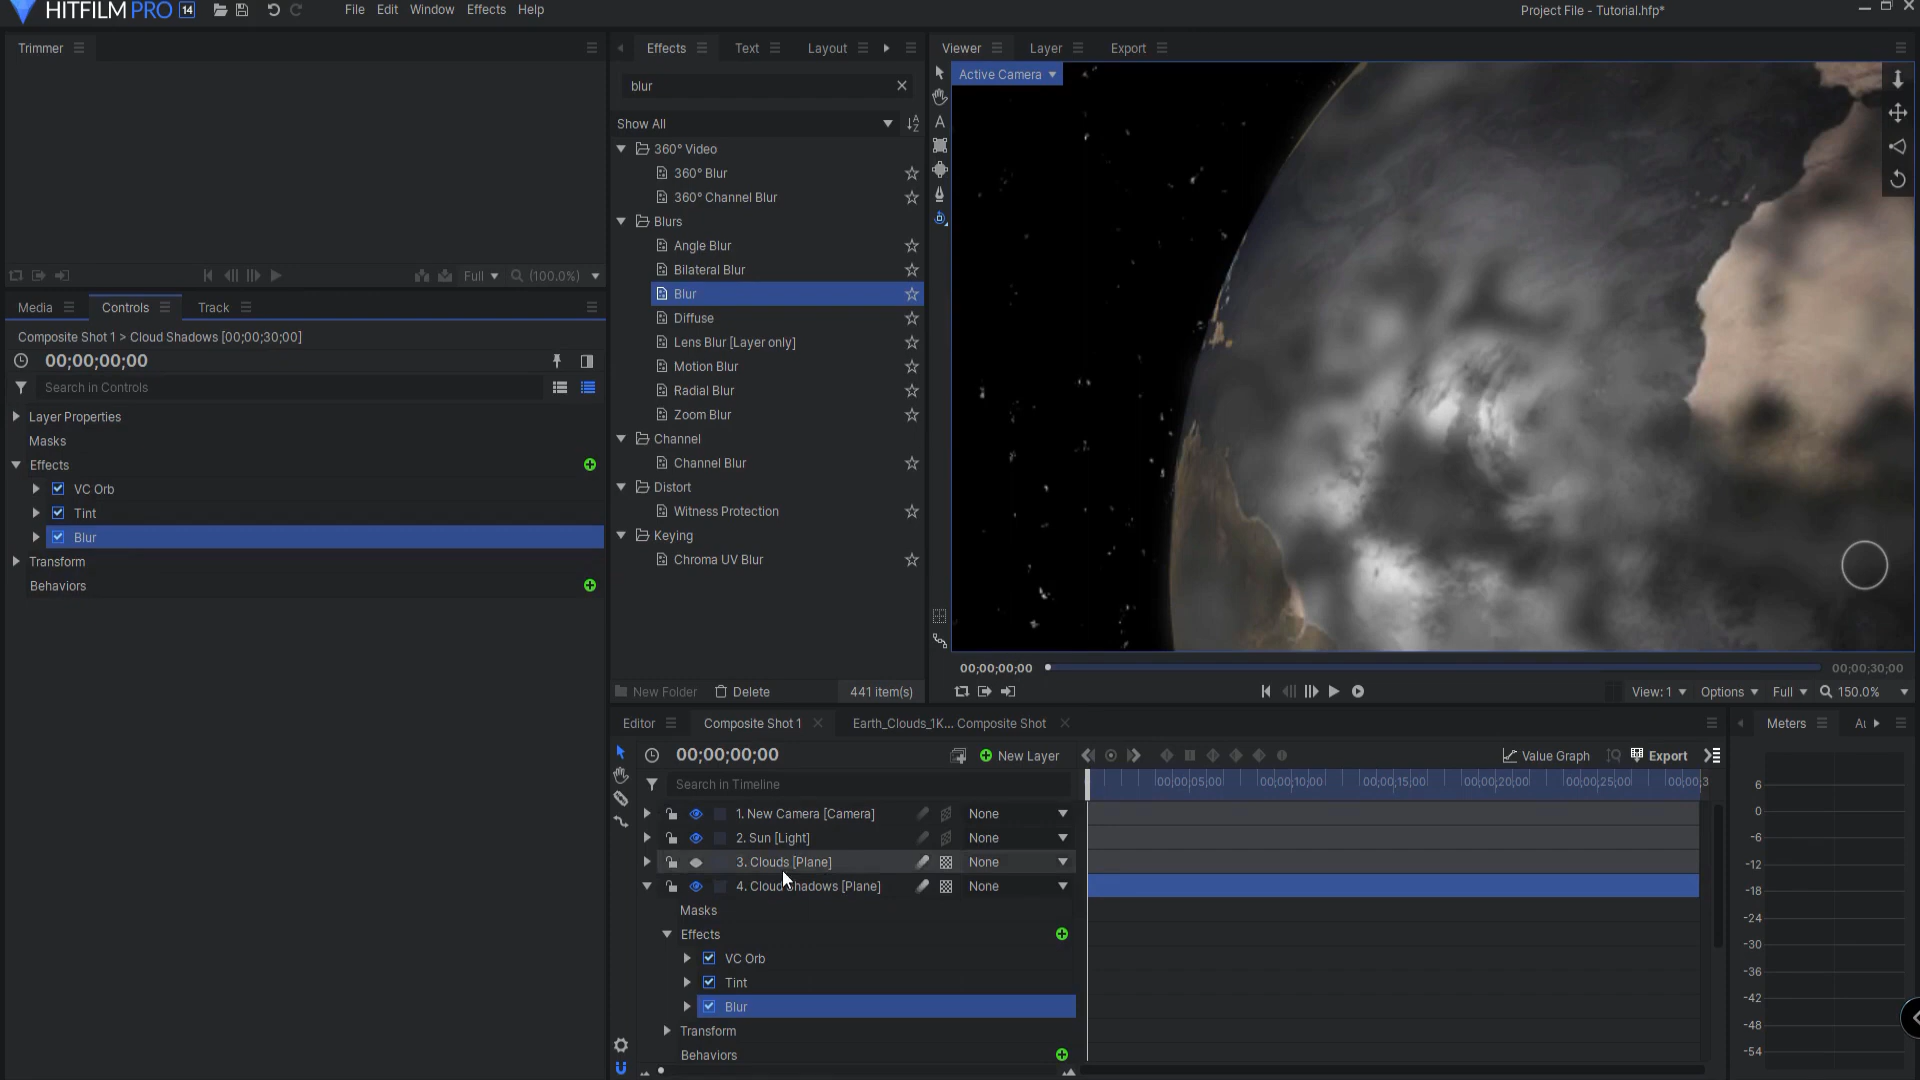 HITFILM PRO 14
File Edit Window Effects Help
Project File - Tutorial.hfp*
Trimmer
Full (100.0%)
Media Controls Track
Composite Shot 1 > Cloud Shadows [00;00;30;00]
00;00;00;00
Search in Controls
Layer Properties
Masks
Effects
VC Orb
Tint
Blur
Transform
Behaviors
Effects Text Layout
blur
Show All
360° Video
360° Blur
360° Channel Blur
Blurs
Angle Blur
Bilateral Blur
Blur
Diffuse
Lens Blur [Layer only]
Motion Blur
Radial Blur
Zoom Blur
Channel
Channel Blur
Distort
Witness Protection
Keying
Chroma UV Blur
New Folder Delete 441 item(s)
Viewer Layer Export
Active Camera
00;00;00;00 00;00;30;00
View: 1 Options Full 150.0%
Editor Composite Shot 1 Earth_Clouds_1K... Composite Shot
00;00;00;00 New Layer Value Graph Export
Search in Timeline
00;00;05;00 00;00;10;00 00;00;15;00 00;00;20;00 00;00;25;00 00;00;3
1. New Camera [Camera] None
2. Sun [Light] None
3. Clouds [Plane] None
4. Cloud Shadows [Plane] None
Masks
Effects
VC Orb
Tint
Blur
Transform
Behaviors
Meters Au
6
0
-6
-12
-18
-24
-30
-36
-42
-48
-54